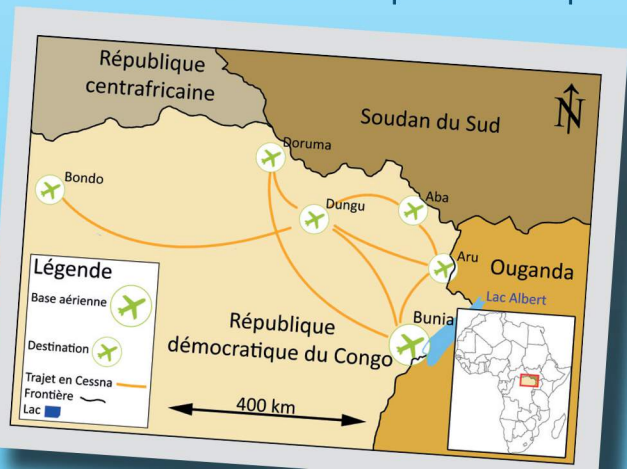 République
centrafricaine
Soudan du Sud
N
Doruma
Bondo
Dungu
Aba
Aru
Ouganda
Lac Albert
Bunia
République
démocratique du Congo
400 km
Légende
Base aérienne
Destination
Trajet en Cessna
Frontière
Lac